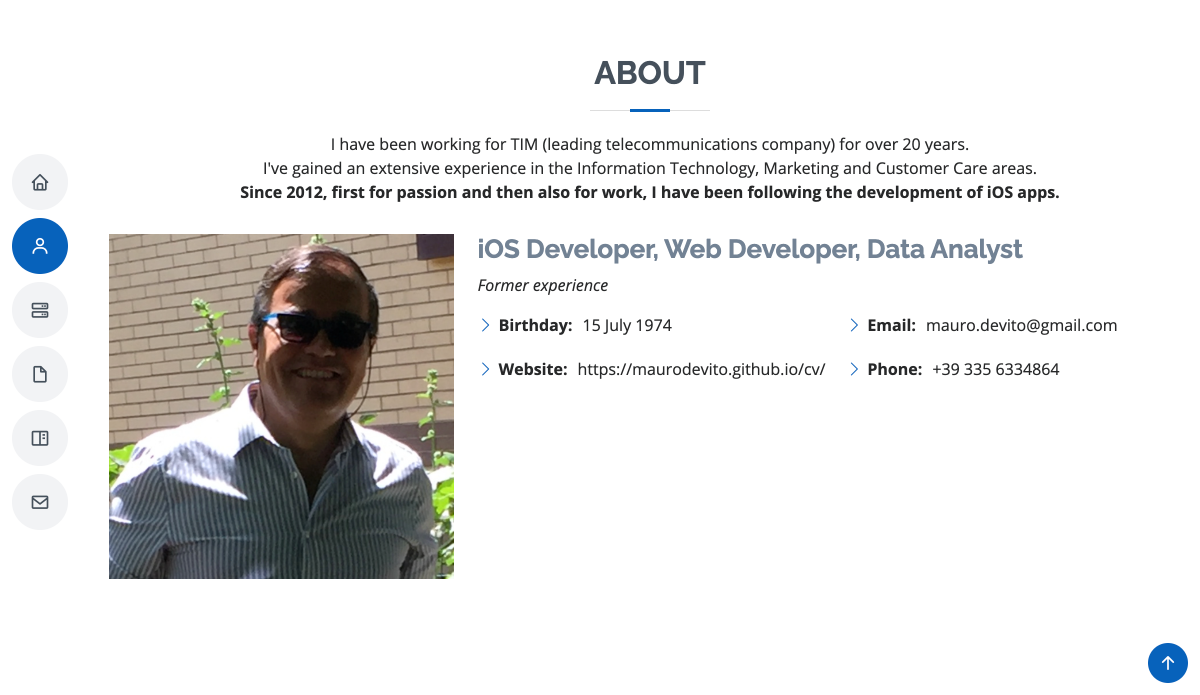 ABOUT
I have been working for TIM (leading telecommunications company) for over 20 years.
I've gained an extensive experience in the Information Technology, Marketing and Customer Care areas.
Since 2012, first for passion and then also for work, I have been following the development of iOS apps.
iOS Developer, Web Developer, Data Analyst
Former experience
Birthday: 15 July 1974
Email: mauro.devito@gmail.com
Website: https://maurodevito.github.io/cv/
Phone: +39 335 6334864